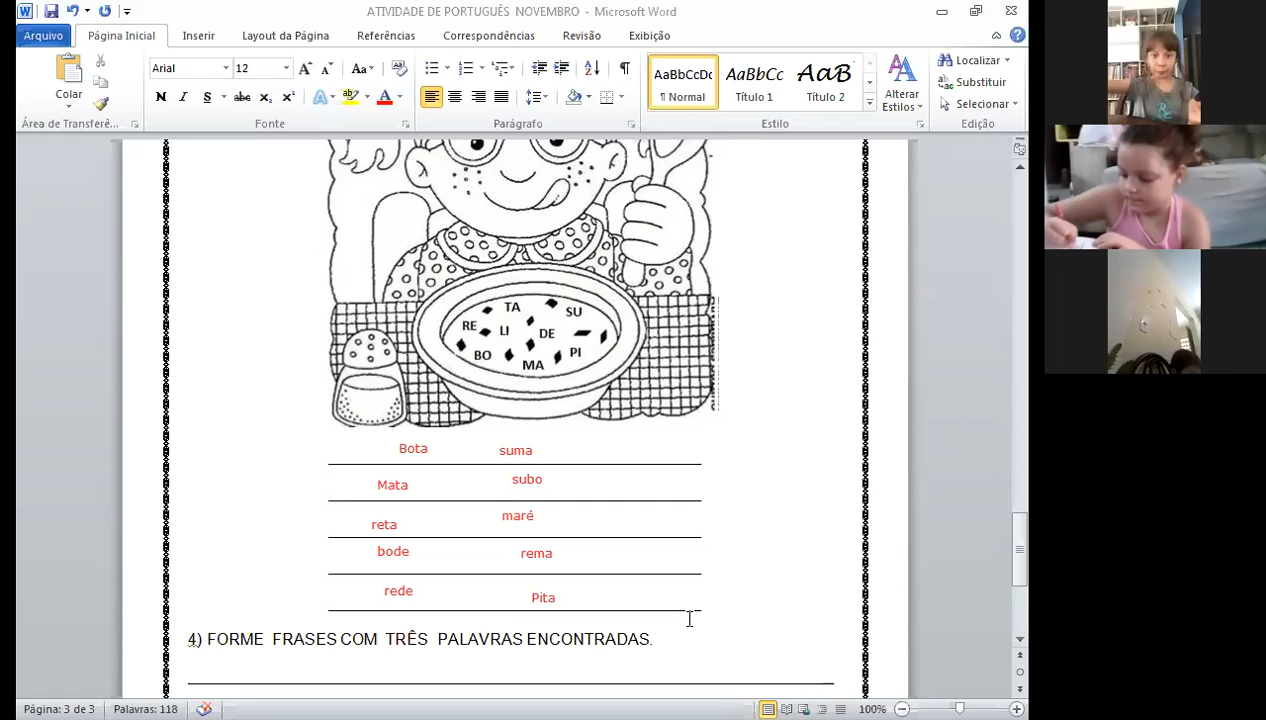 ATIVIDADE DE PORTUGUÊS NOVEMBRO - Microsoft Word
Arquivo Página Inicial Inserir Layout da Página Referências Correspondências Revisão Exibição
Colar
Arial 12
AaBbCcDc AaBbCc AaB
¶ Normal Título 1 Título 2
Alterar Estilos
Localizar
Substituir
Selecionar
Área de Transferê... Fonte Parágrafo Estilo Edição
TA SU
RE LI DE
BO MA PI
Bota suma
Mata subo
reta maré
bode rema
rede Pita
4) FORME FRASES COM TRÊS PALAVRAS ENCONTRADAS.
Página: 3 de 3 Palavras: 118 100%